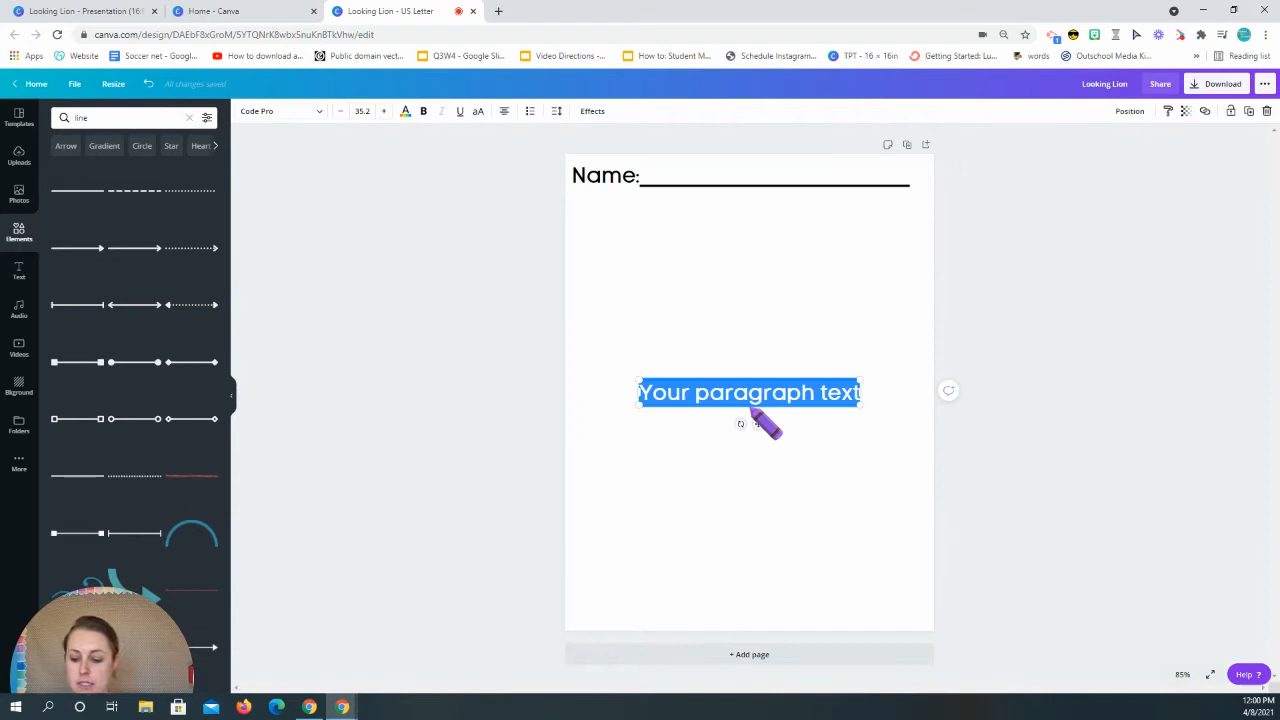 Looking Lion - Presentation (16:
Home - Canva
Looking Lion - US Letter
canva.com/design/DAEbF8xGroM/5YTQNrK8wbxSnuKnBTkVhw/edit
Apps
Website
Soccer net - Googl...
How to download a...
Public domain vect...
Q3W4 - Google Slid...
Video Directions -...
How to: Student M...
Schedule Instagram...
TPT - 16 × 16in
Getting Started: Lo...
words
Outschool Media Ki...
Reading list
Home
File
Resize
All changes saved
Looking Lion
Share
Download
Templates
Uploads
Photos
Elements
Text
Audio
Videos
Bkground
Folders
More
line
Arrow
Gradient
Circle
Star
Heart
Code Pro
35.2
A
B
I
U
aA
Effects
Position
Name:
Your paragraph text
+ Add page
85%
Help ?
12:00 PM
4/8/2021